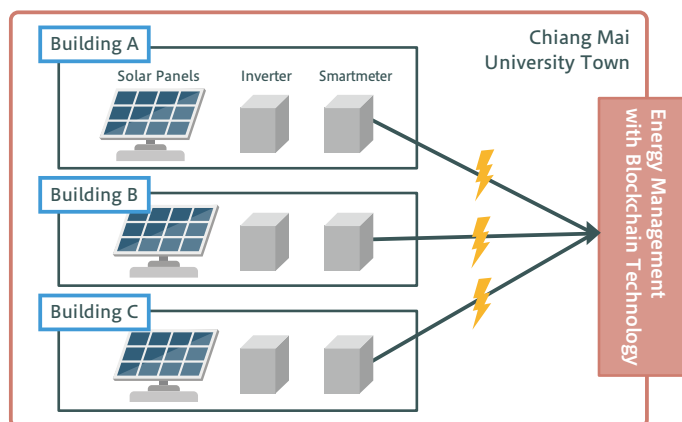 Building A
Chiang Mai
University Town
Solar Panels
Inverter
Smartmeter
Energy Management
with Blockchain Technology
Building B
Building C